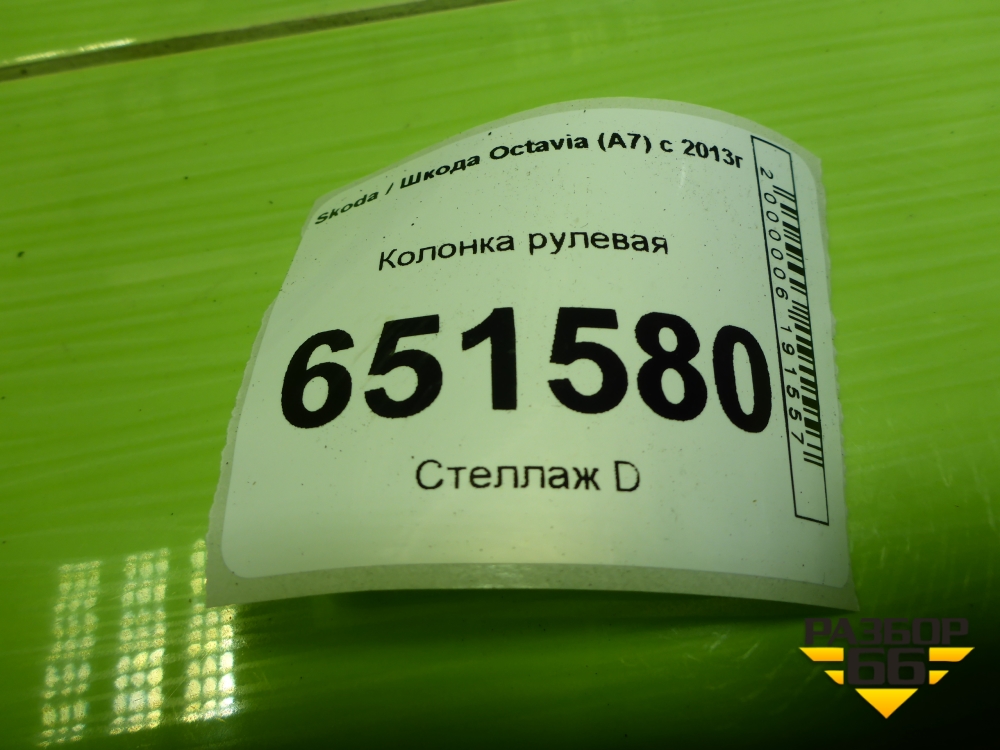 Skoda / Шкода Octavia (A7) с 2013г
Колонка рулевая
651580
Стеллаж D
2000006191557
РАЗБОР
66